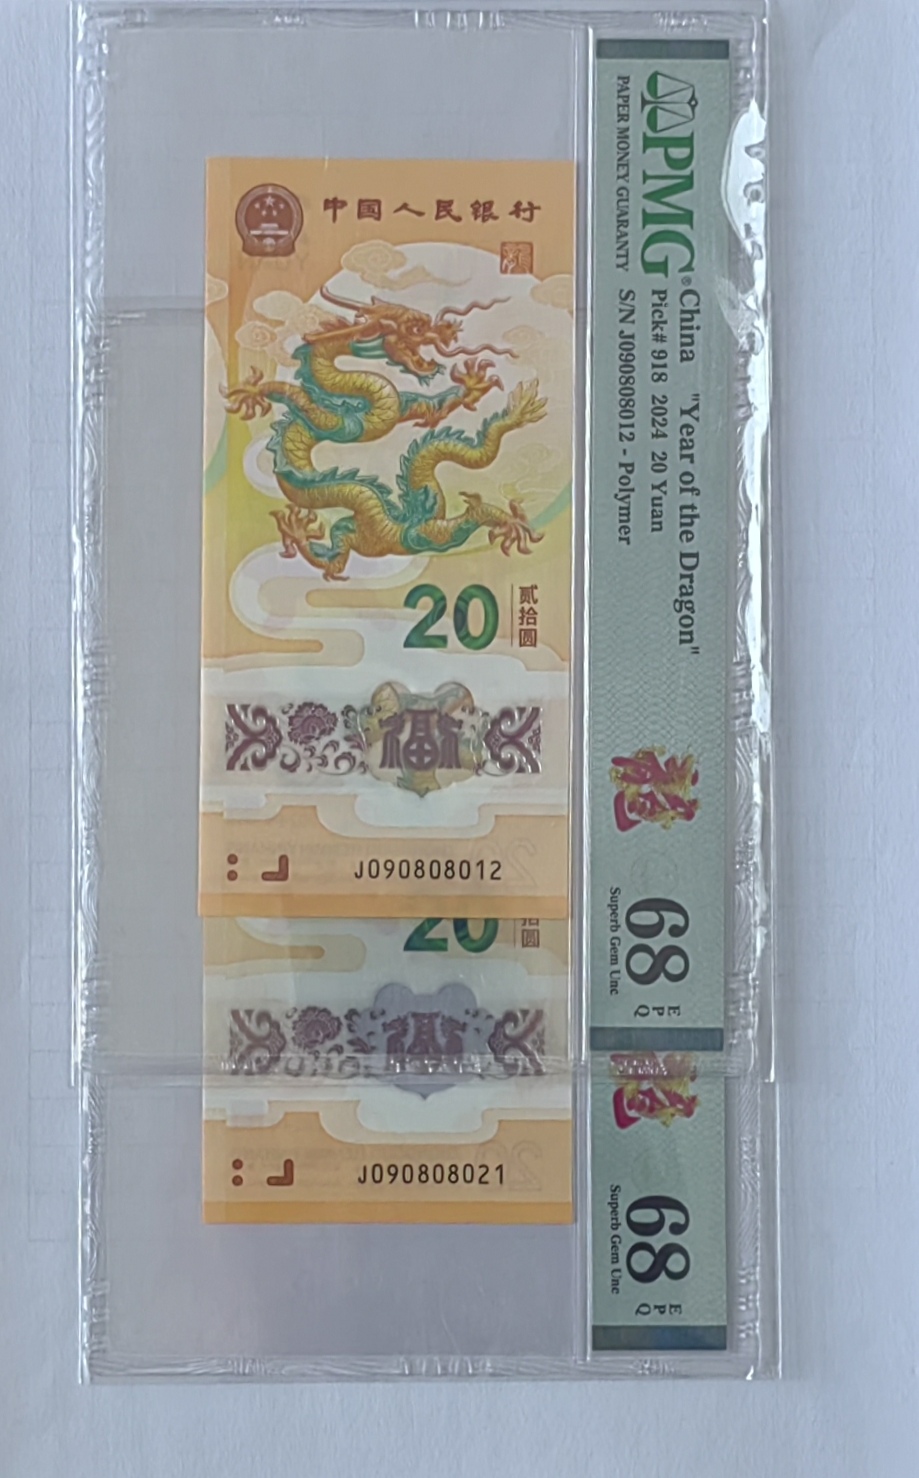 中国人民银行
20
贰拾圆
福
J090808012
PMG
PAPER MONEY GUARANTY
China "Year of the Dragon"
Pick# 918 2024 20 Yuan
S/N J090808012 - Polymer
68 EPQ
Superb Gem Unc
20
拾圆
福
J090808021
68 EPQ
Superb Gem Unc